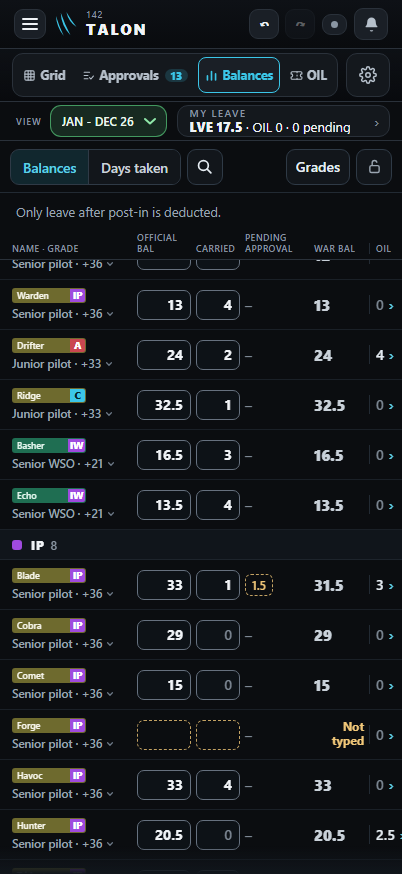 142
TALON
Grid
Approvals 13
Balances
OIL
VIEW
JAN - DEC 26
MY LEAVE
LVE 17.5 · OIL 0 · 0 pending ›
Balances
Days taken
Grades
Only leave after post-in is deducted.
NAME · GRADE OFFICIAL BAL CARRIED PENDING APPROVAL WAR BAL OIL
Senior pilot · +36
Warden IP
Senior pilot · +36 13 4 – 13 0 ›
Drifter A
Junior pilot · +33 24 2 – 24 4 ›
Ridge C
Junior pilot · +33 32.5 1 – 32.5 0 ›
Basher IW
Senior WSO · +21 16.5 3 – 16.5 0 ›
Echo IW
Senior WSO · +21 13.5 4 – 13.5 0 ›
IP 8
Blade IP
Senior pilot · +36 33 1 1.5 31.5 3 ›
Cobra IP
Senior pilot · +36 29 0 – 29 0 ›
Comet IP
Senior pilot · +36 15 0 – 15 0 ›
Forge IP
Senior pilot · +36 – Not typed 0 ›
Havoc IP
Senior pilot · +36 33 4 – 33 0 ›
Hunter IP
Senior pilot · +36 20.5 0 – 20.5 2.5 ›